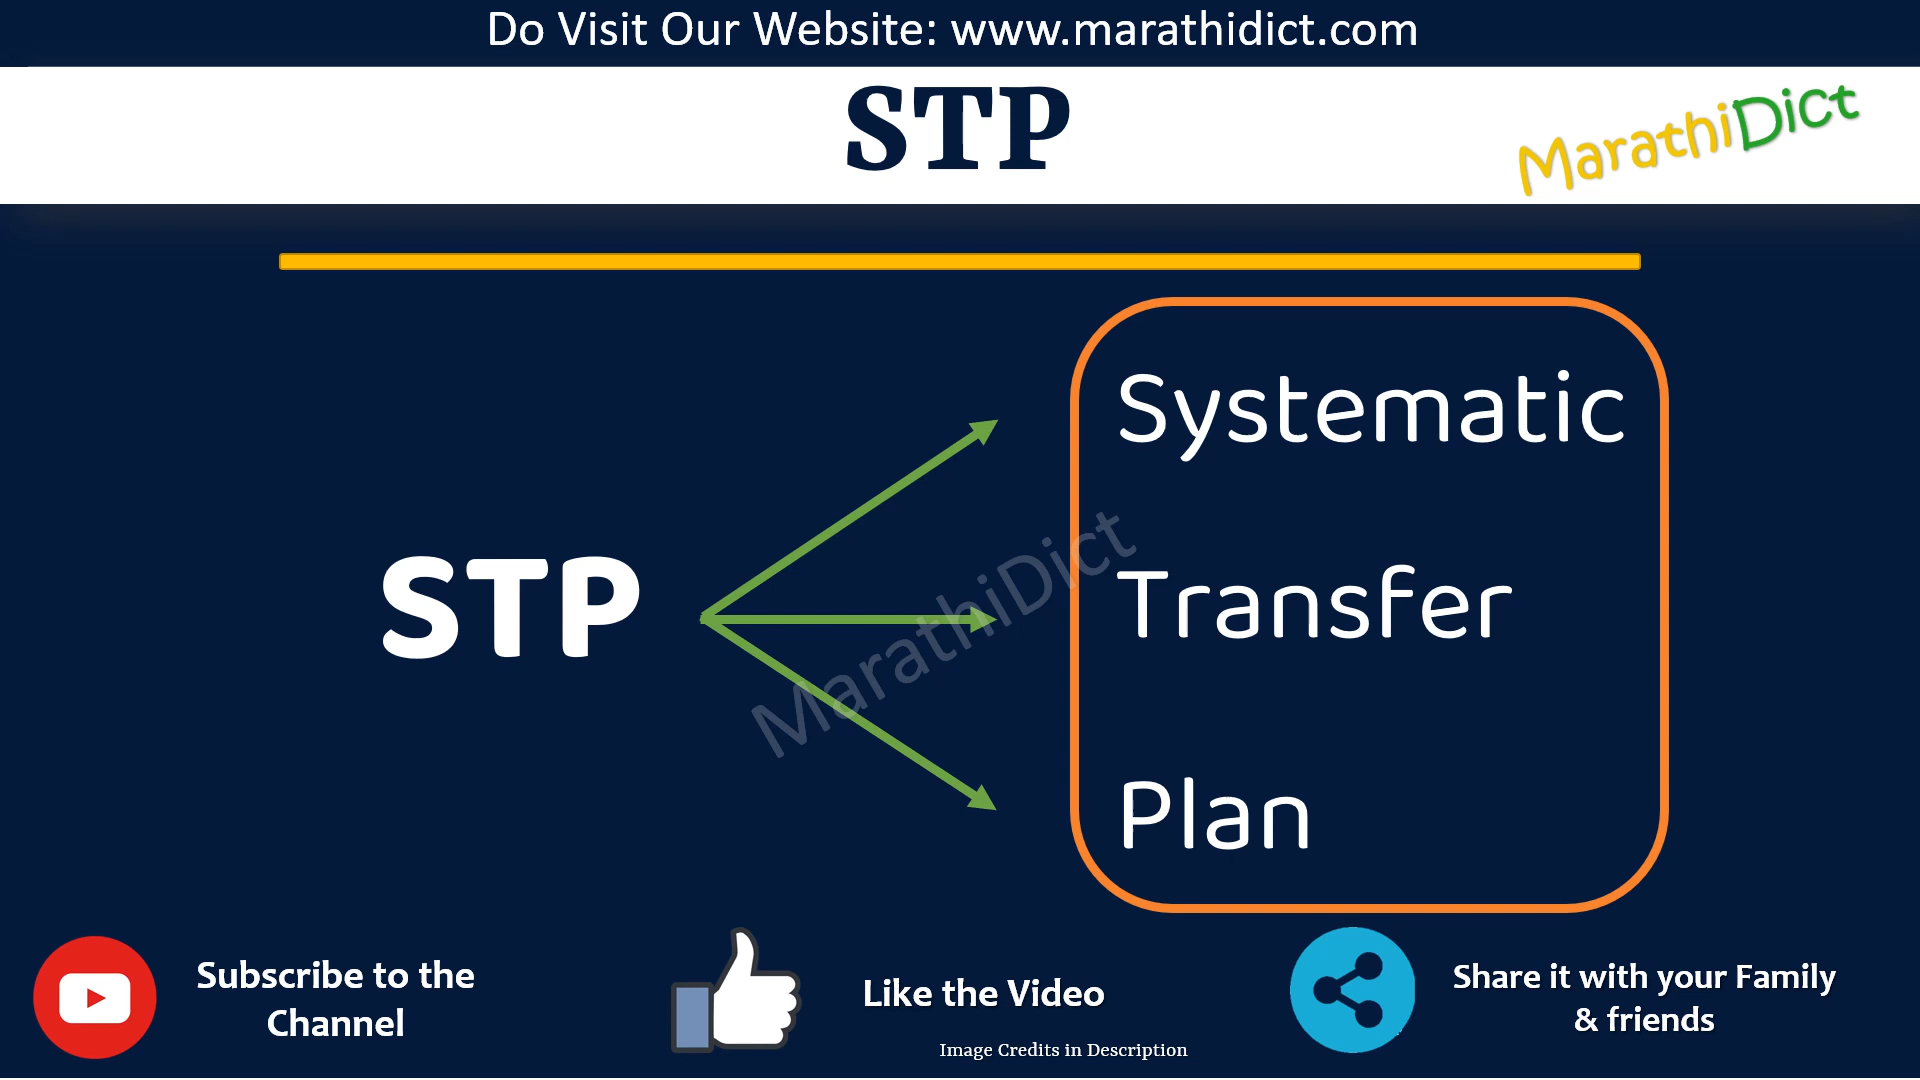 Do Visit Our Website: www.marathidict.com
STP
MarathiDict
Systematic
STP
Transfer
MarathiDict
Plan
Subscribe to the
Channel
Like the Video
Share it with your Family
& friends
Image Credits in Description